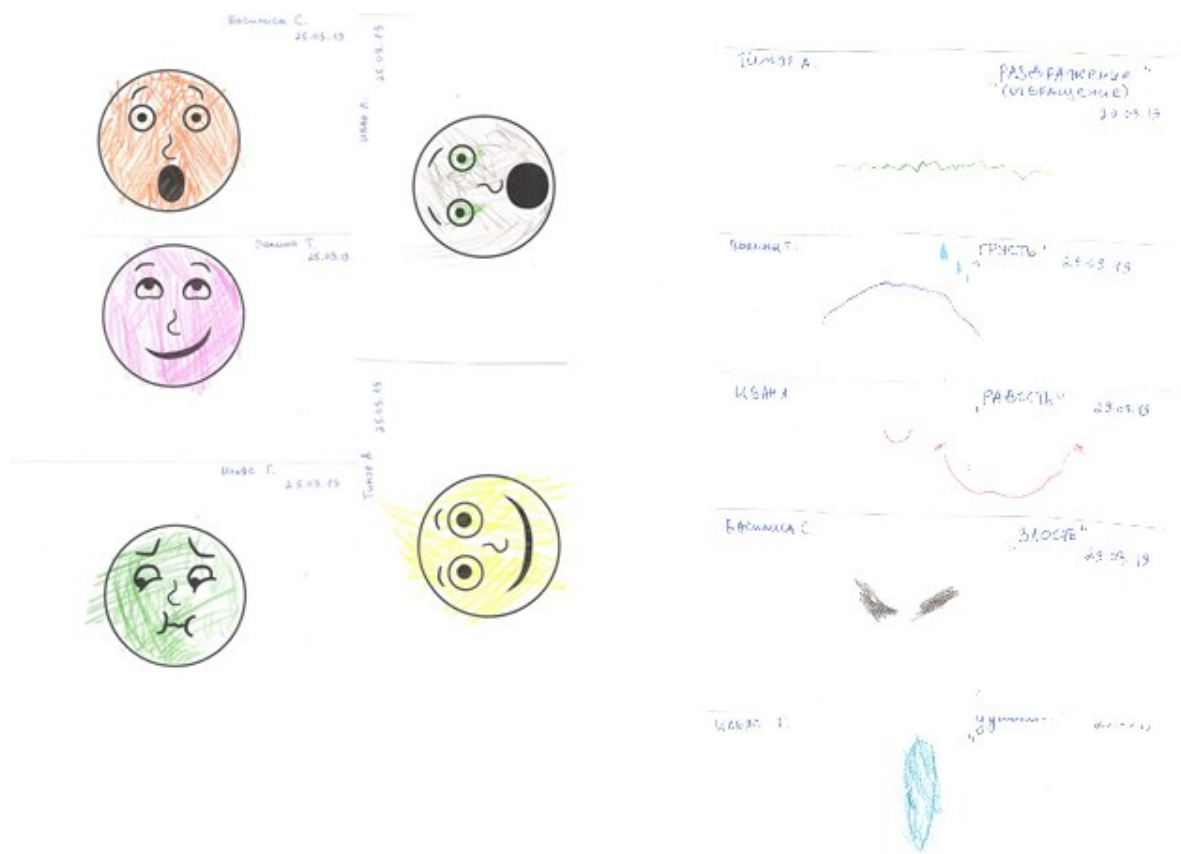 Василиса С.
25.03.19
Иван А.
25.03.19
Полина Т.
25.03.19
Ильяс Г.
25.03.19
Тимур А.
25.03.19
Тимур А.
"РАЗДРАЖЕНИЕ"
(ОТВРАЩЕНИЕ)
29.03.19
Полина Т.
"ГРУСТЬ"
29.03.19
ИВАН А
"РАДОСТЬ"
29.03.19
ВАСИЛИСА С
"ЗЛОСТЬ"
29.03.19
Ильяс Г.